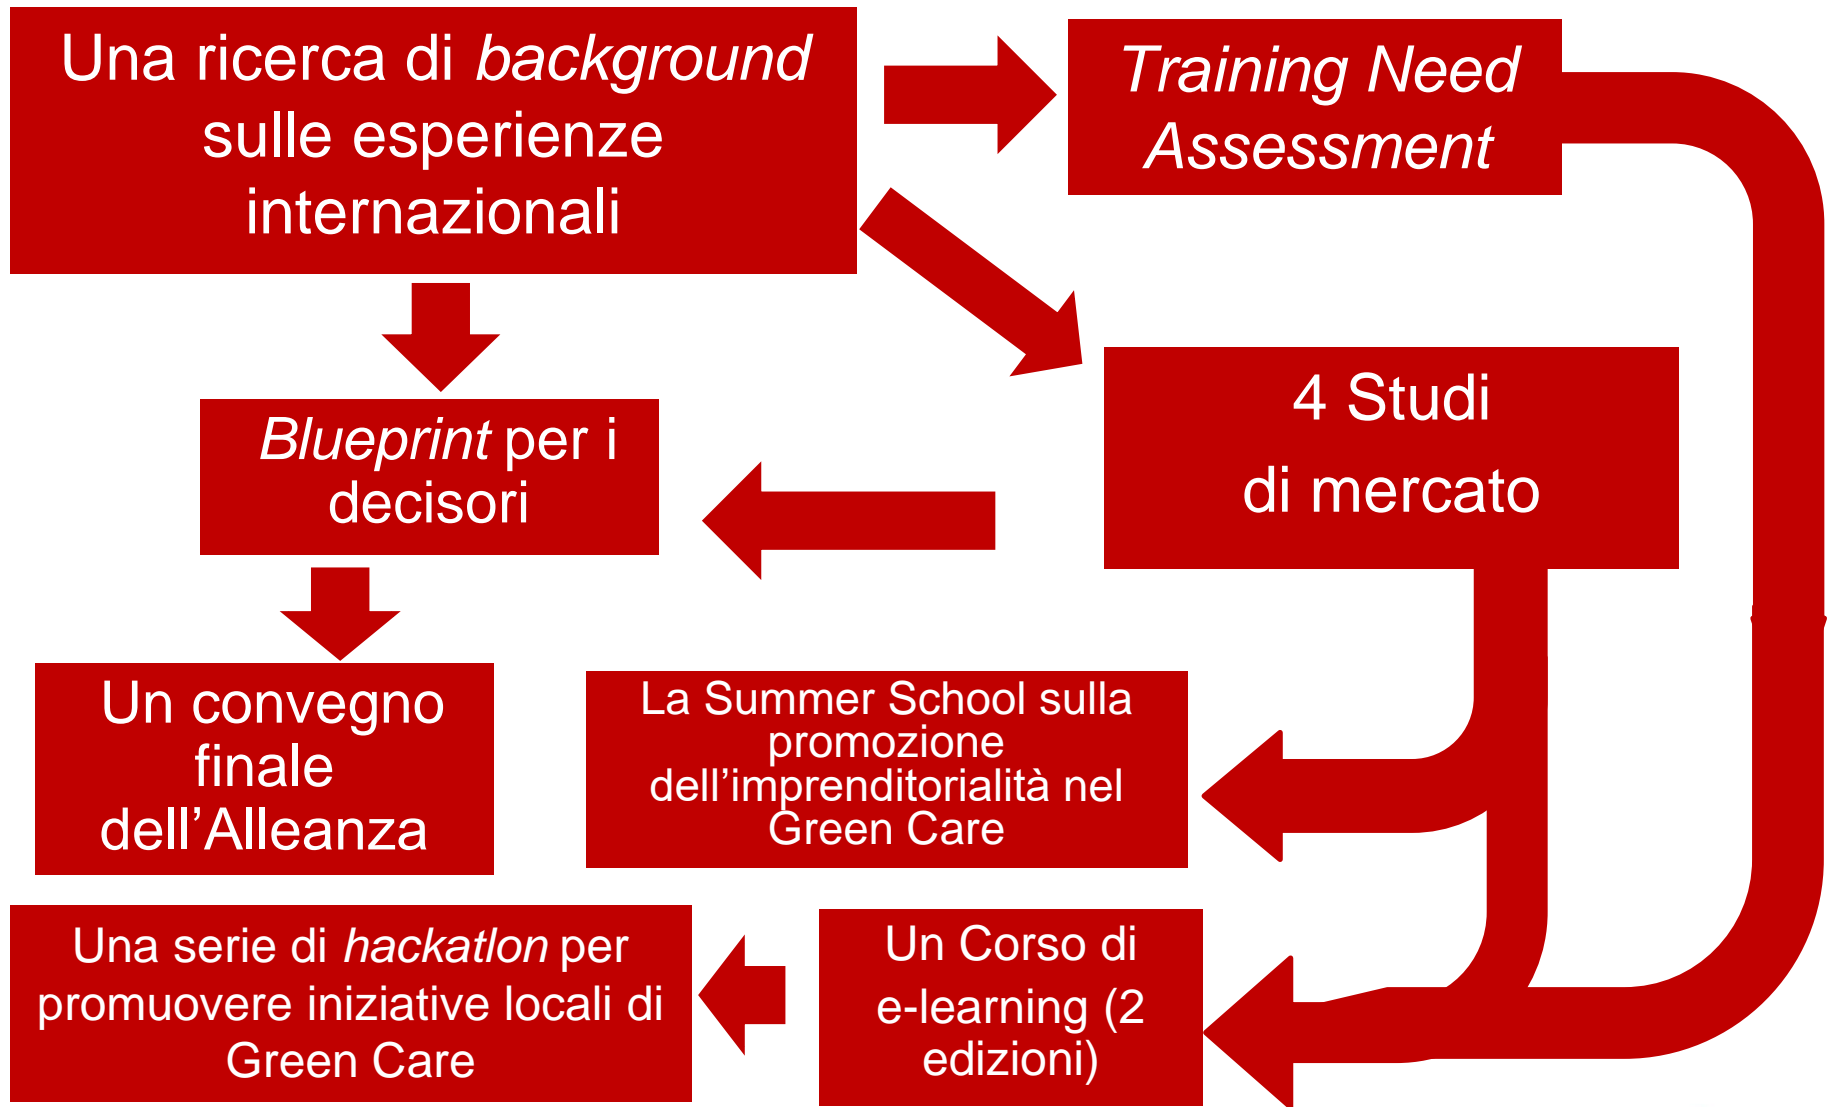 Una ricerca di background
sulle esperienze
internazionali
Training Need
Assessment
4 Studi
di mercato
Blueprint per i
decisori
Un convegno
finale
dell’Alleanza
La Summer School sulla
promozione
dell’imprenditorialità nel
Green Care
Una serie di hackatlon per
promuovere iniziative locali di
Green Care
Un Corso di
e-learning (2
edizioni)